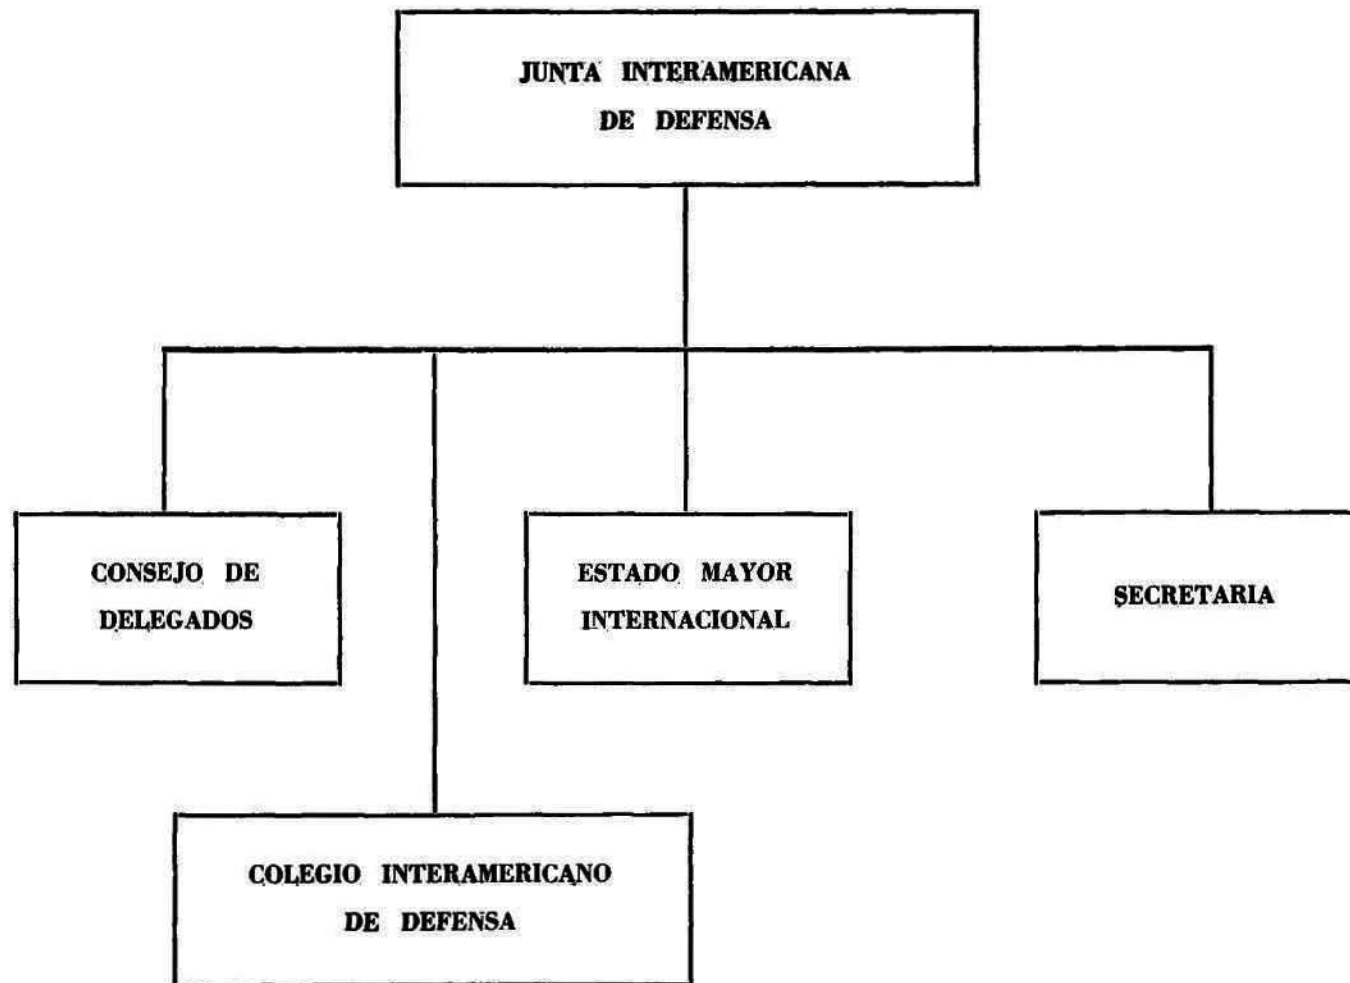 JUNTA INTERAMERICANA
DE DEFENSA
CONSEJO DE
DELEGADOS
ESTADO MAYOR
INTERNACIONAL
SECRETARIA
COLEGIO INTERAMERICANO
DE DEFENSA